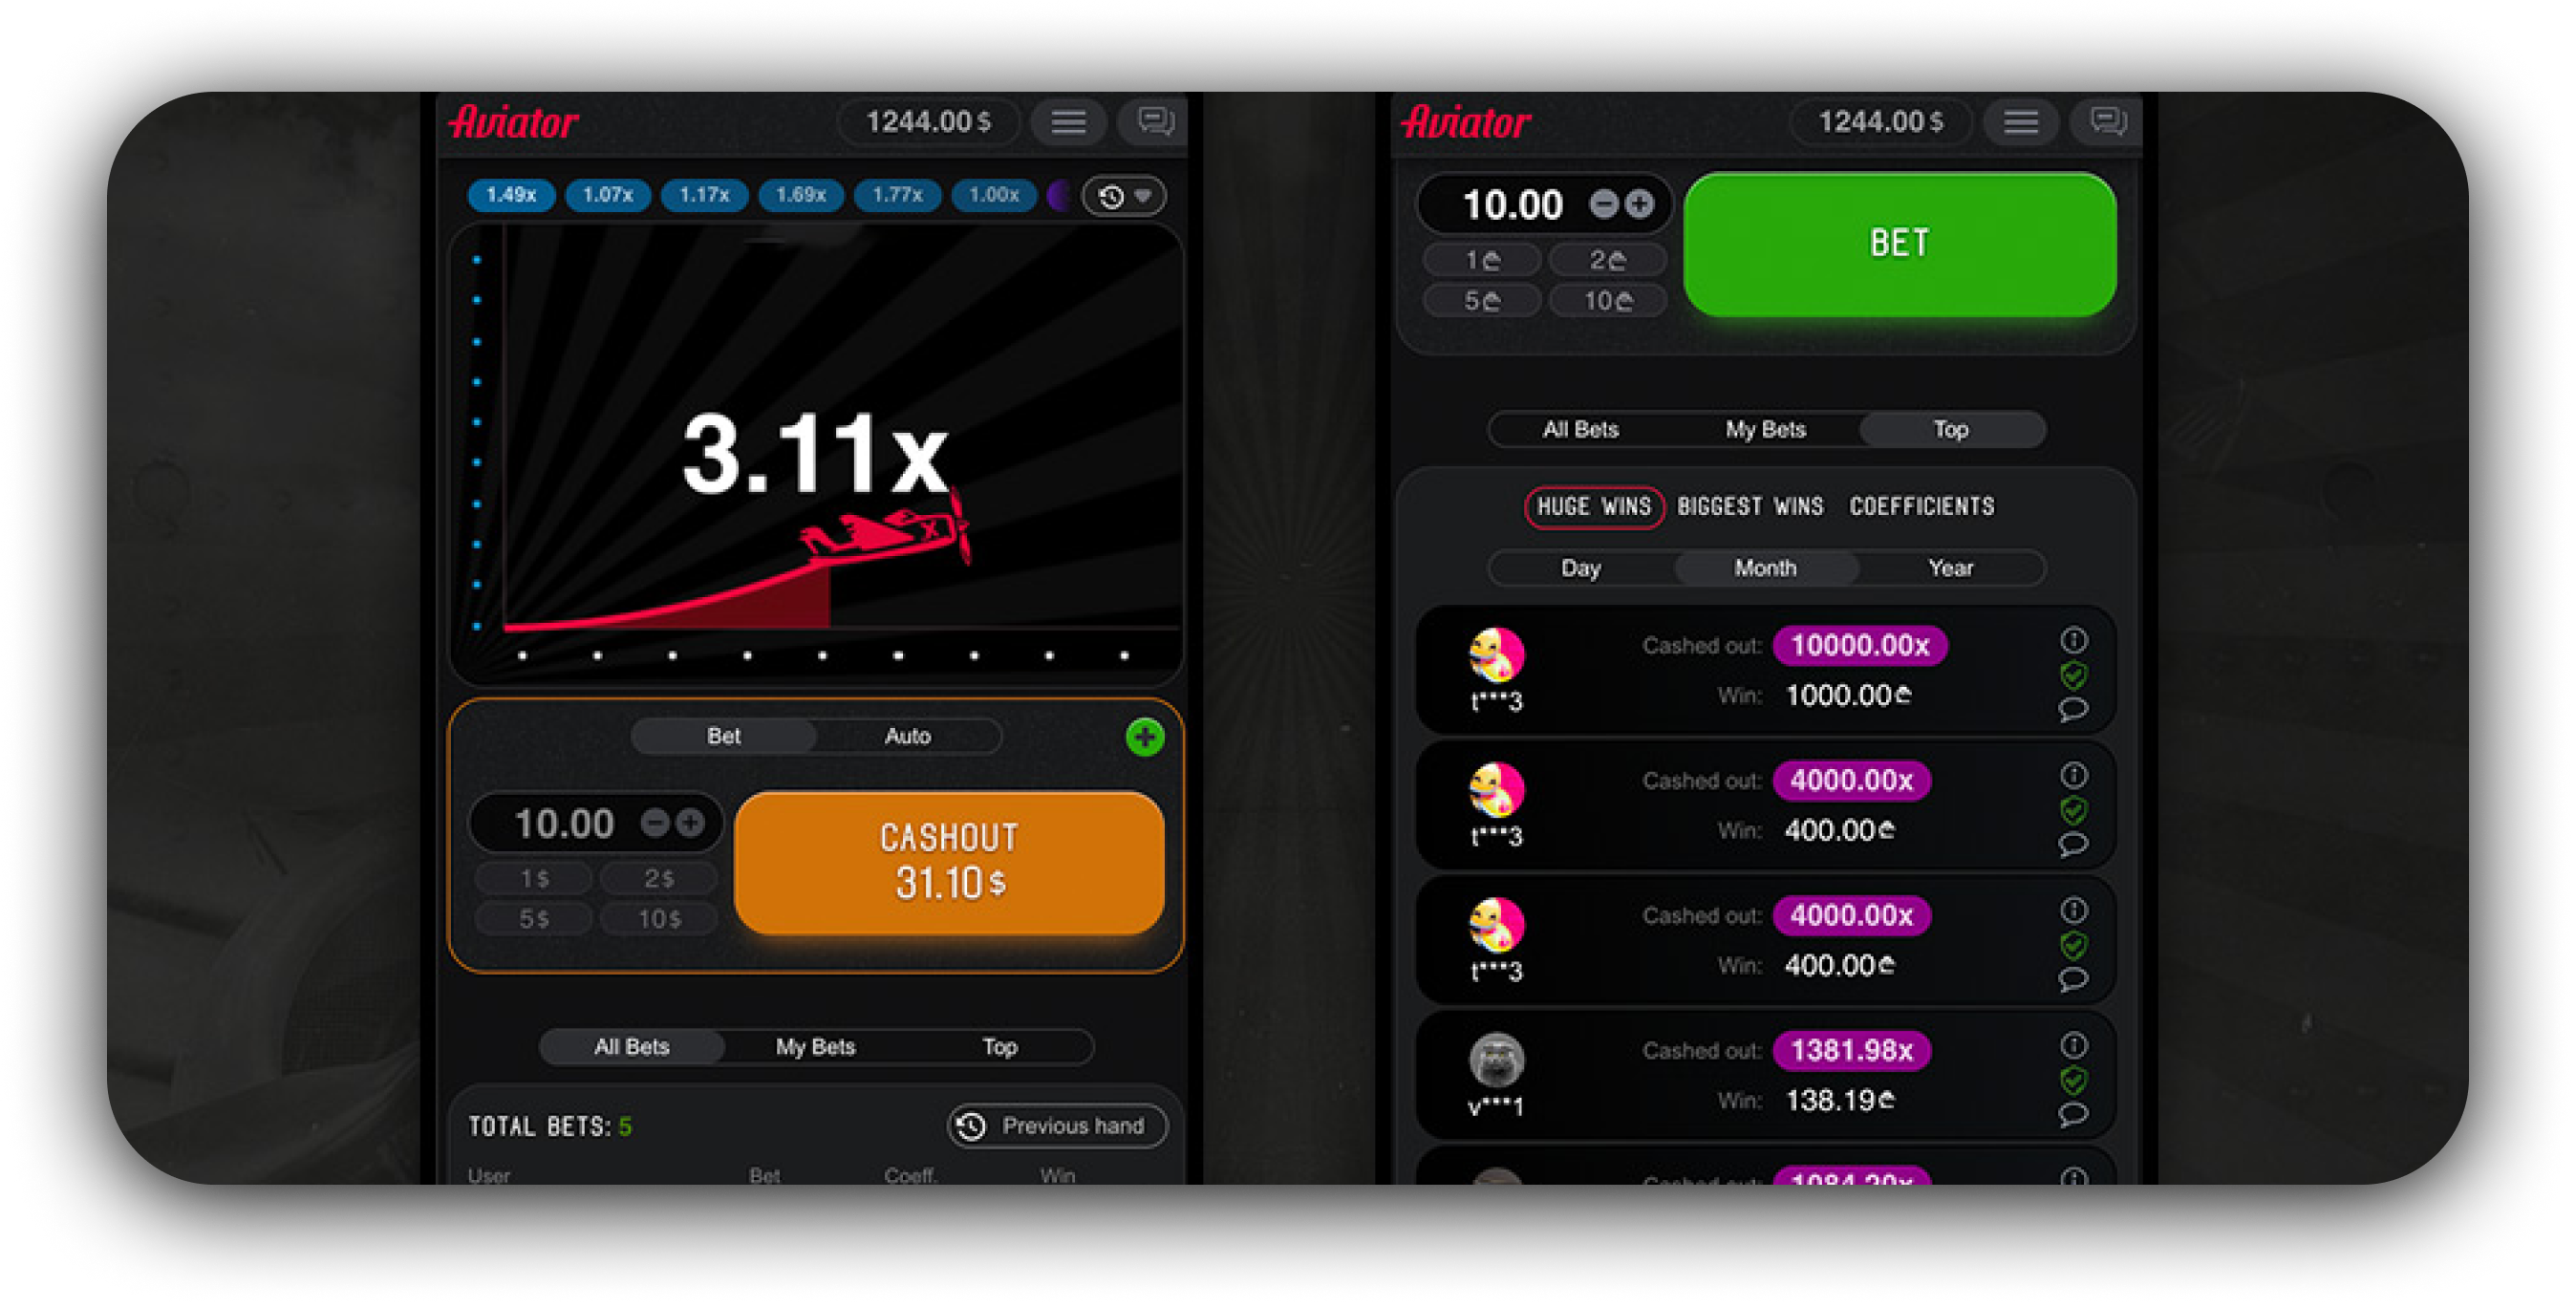 Aviator 1244.00 $
1.49x 1.07x 1.17x 1.69x 1.77x 1.00x
3.11x
Bet Auto
10.00
1$ 2$
5$ 10$
CASHOUT
31.10 $
All Bets My Bets Top
TOTAL BETS: 5 Previous hand
User Bet Coeff. Win
Aviator 1244.00 $
10.00
1₾ 2₾
5₾ 10₾
BET
All Bets My Bets Top
HUGE WINS BIGGEST WINS COEFFICIENTS
Day Month Year
Cashed out: 10000.00x
t***3 Win: 1000.00₾
Cashed out: 4000.00x
t***3 Win: 400.00₾
Cashed out: 4000.00x
t***3 Win: 400.00₾
Cashed out: 1381.98x
v***1 Win: 138.19₾
Cashed out: 1084.20x